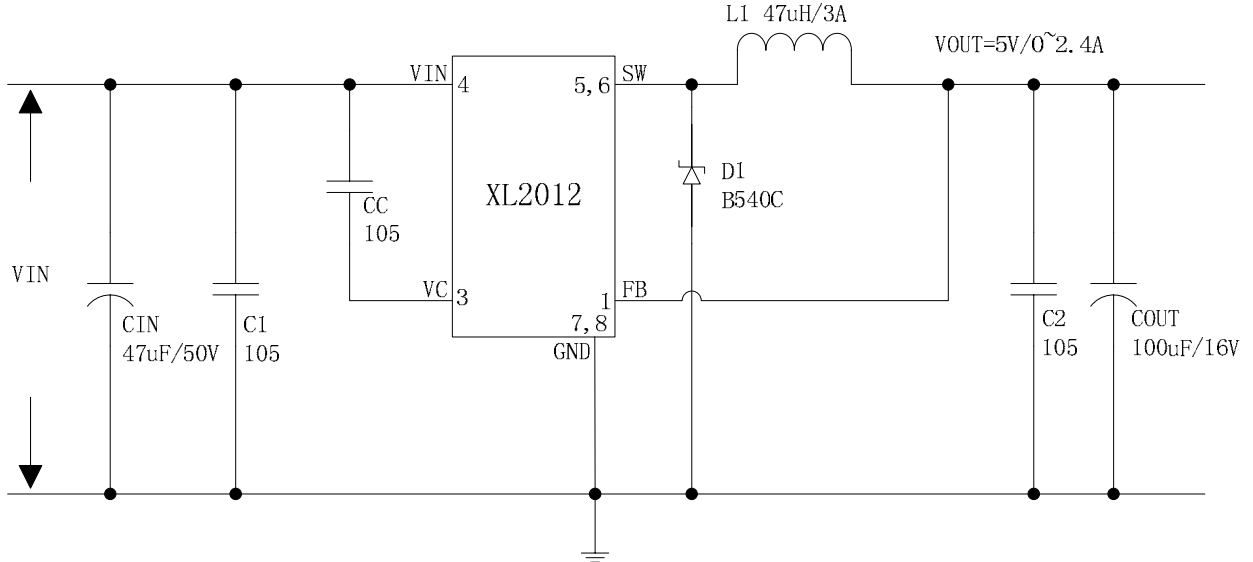 L1 47uH/3A
VOUT=5V/0~2.4A
VIN
4
5,6
SW
XL2012
D1
B540C
CC
105
VIN
VC
3
1
FB
7,8
GND
CIN
47uF/50V
C1
105
C2
105
COUT
100uF/16V